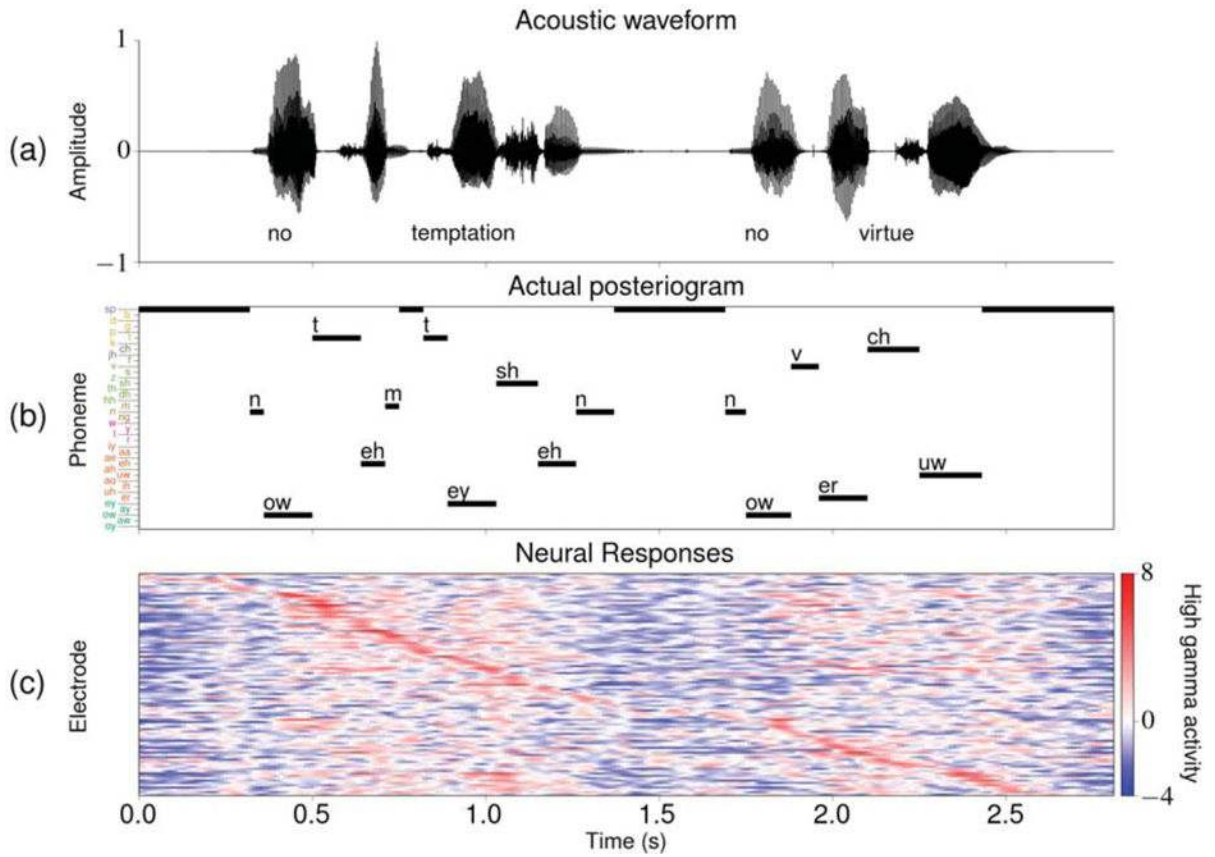 Acoustic waveform
(a)
Amplitude
1
0
−1
no temptation no virtue
Actual posteriogram
(b)
Phoneme
sp
t t ch
v
sh
n m n n
eh eh
uw
ey er
ow ow
Neural Responses
(c)
Electrode
8
0
−4
High gamma activity
0.0 0.5 1.0 1.5 2.0 2.5
Time (s)